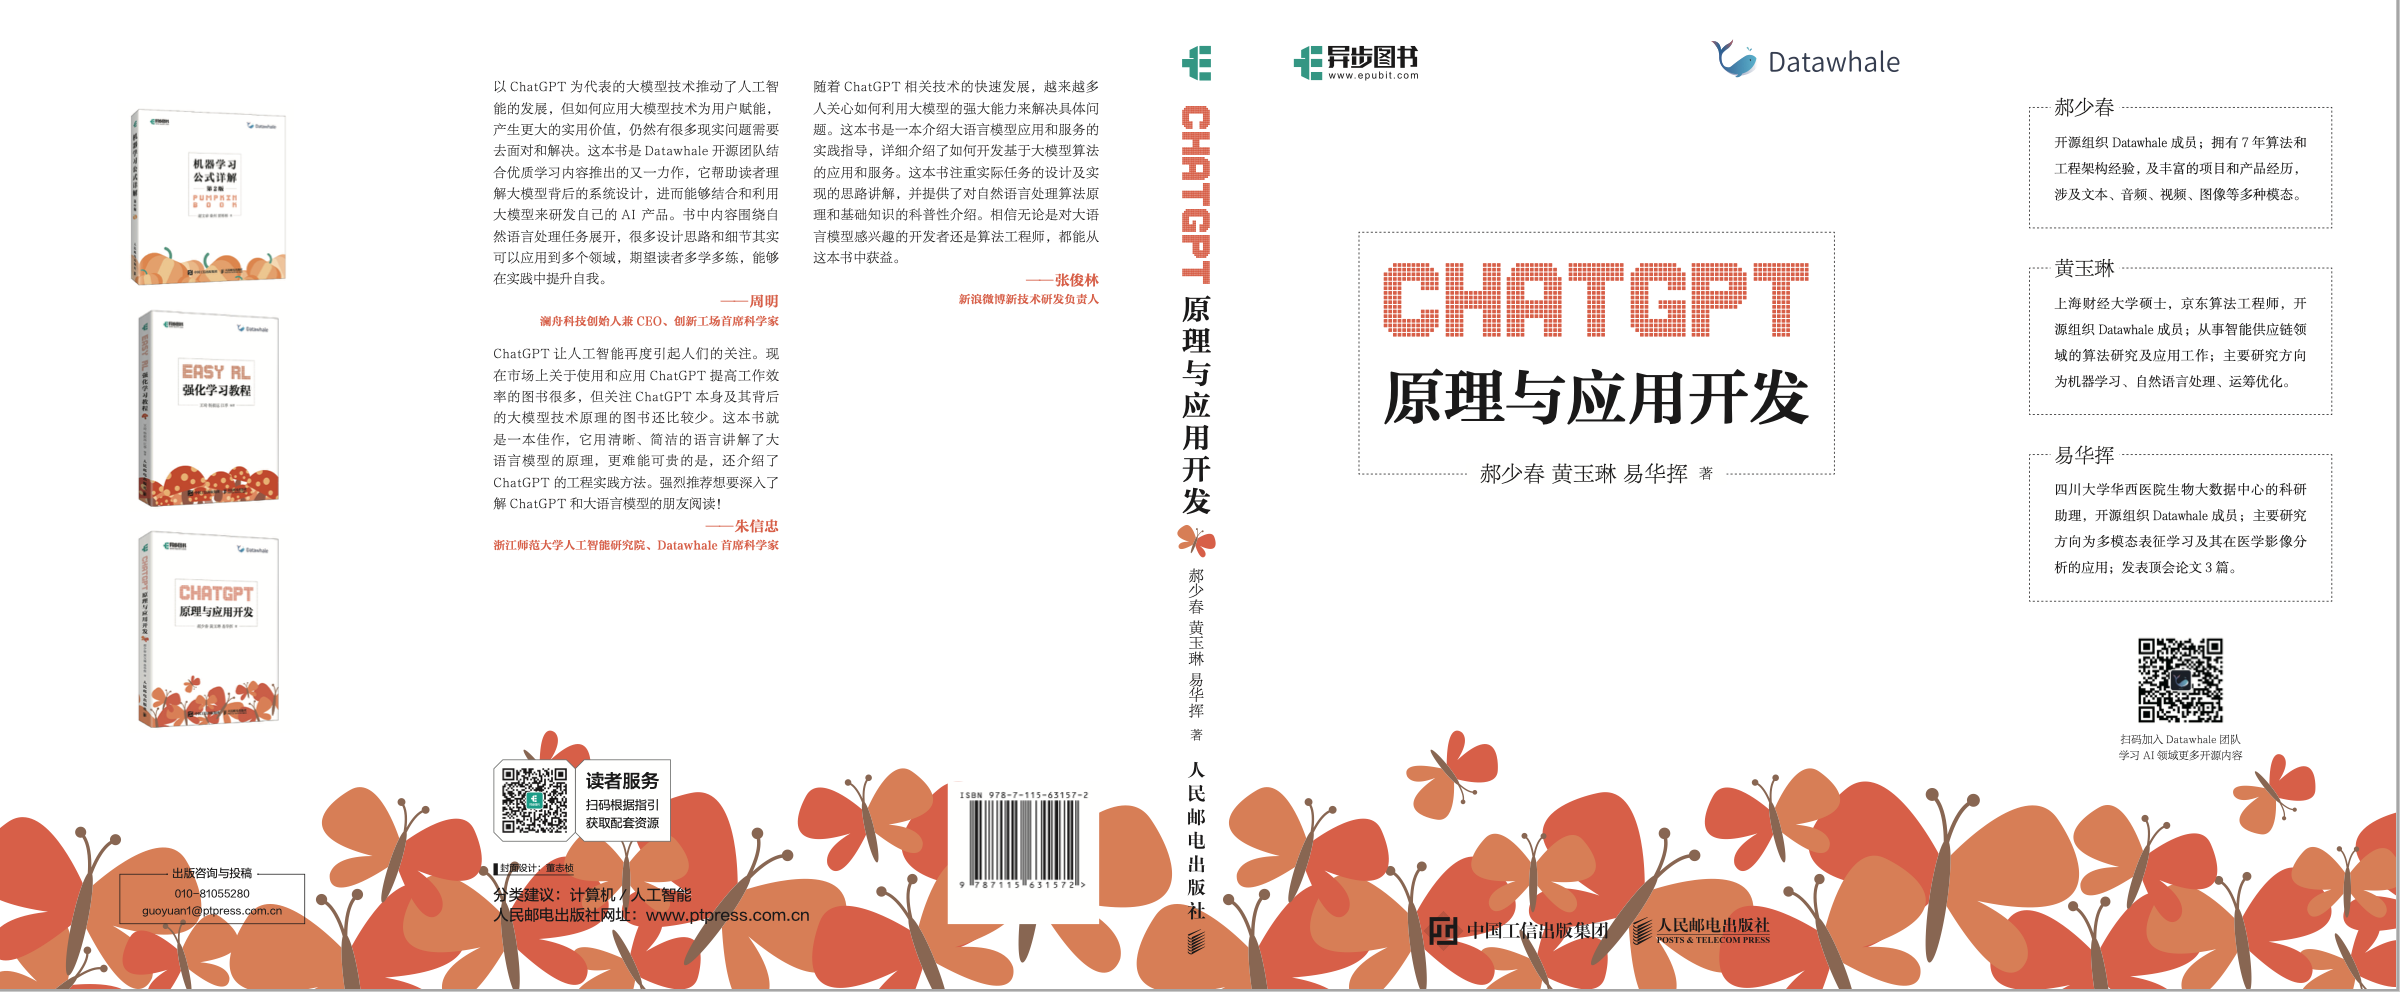 机器学习
公式详解
第2版
PUMPKIN
BOOK
Datawhale
EASY RL
强化学习教程
Datawhale
CHATGPT
原理与应用开发
Datawhale
出版咨询与投稿
010-81055280
guoyuan1@ptpress.com.cn
以 ChatGPT 为代表的大模型技术推动了人工智
能的发展，但如何应用大模型技术为用户赋能，
产生更大的实用价值，仍然有很多现实问题需要
去面对和解决。这本书是 Datawhale 开源团队结
合优质学习内容推出的又一力作，它帮助读者理
解大模型背后的系统设计，进而能够结合和利用
大模型来研发自己的 AI 产品。书中内容围绕自
然语言处理任务展开，很多设计思路和细节其实
可以应用到多个领域，期望读者多学多练，能够
在实践中提升自我。
——周明
澜舟科技创始人兼 CEO、创新工场首席科学家
ChatGPT 让人工智能再度引起人们的关注。现
在市场上关于使用和应用 ChatGPT 提高工作效
率的图书很多，但关注 ChatGPT 本身及其背后
的大模型技术原理的图书还比较少。这本书就
是一本佳作，它用清晰、简洁的语言讲解了大
语言模型的原理，更难能可贵的是，还介绍了
ChatGPT 的工程实践方法。强烈推荐想要深入了
解 ChatGPT 和大语言模型的朋友阅读！
——朱信忠
浙江师范大学人工智能研究院、Datawhale 首席科学家
随着 ChatGPT 相关技术的快速发展，越来越多
人关心如何利用大模型的强大能力来解决具体问
题。这本书是一本介绍大语言模型应用和服务的
实践指导，详细介绍了如何开发基于大模型算法
的应用和服务。这本书注重实际任务的设计及实
现的思路讲解，并提供了对自然语言处理算法原
理和基础知识的科普性介绍。相信无论是对大语
言模型感兴趣的开发者还是算法工程师，都能从
这本书中获益。
——张俊林
新浪微博新技术研发负责人
读者服务
扫码根据指引
获取配套资源
封面设计：董志桢
分类建议：计算机 / 人工智能
人民邮电出版社网址：www.ptpress.com.cn
ISBN 978-7-115-63157-2
9 787115 631572 >
CHATGPT 原理与应用开发
郝少春 黄玉琳 易华挥 著
人民邮电出版社
异步图书
www.epubit.com
Datawhale
CHATGPT
原理与应用开发
郝少春 黄玉琳 易华挥 著
中国工信出版集团
人民邮电出版社
POSTS & TELECOM PRESS
郝少春
开源组织 Datawhale 成员；拥有 7 年算法和
工程架构经验，及丰富的项目和产品经历，
涉及文本、音频、视频、图像等多种模态。
黄玉琳
上海财经大学硕士，京东算法工程师，开
源组织 Datawhale 成员；从事智能供应链领
域的算法研究及应用工作；主要研究方向
为机器学习、自然语言处理、运筹优化。
易华挥
四川大学华西医院生物大数据中心的科研
助理，开源组织 Datawhale 成员；主要研究
方向为多模态表征学习及其在医学影像分
析的应用；发表顶会论文 3 篇。
扫码加入 Datawhale 团队
学习 AI 领域更多开源内容